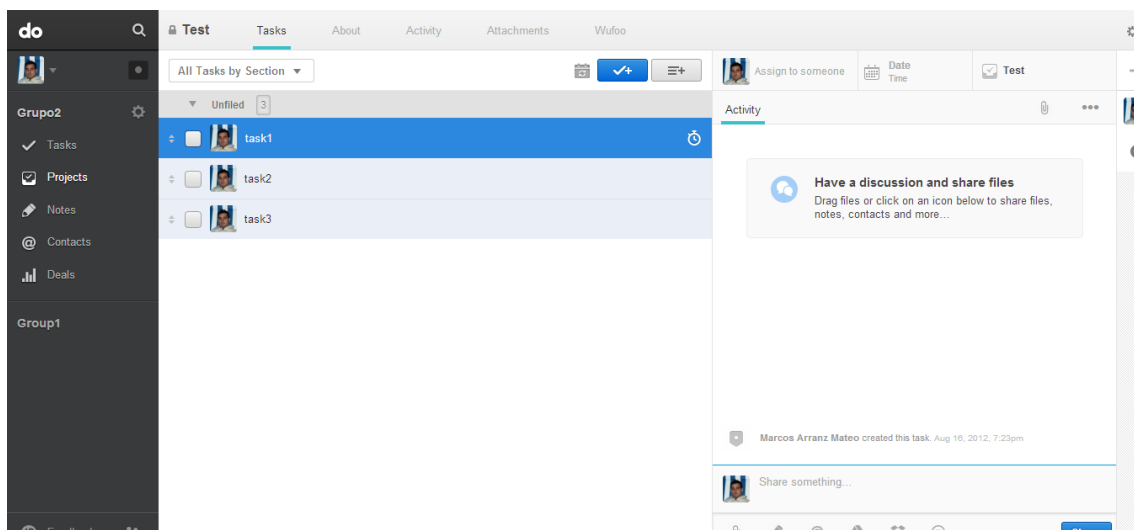 do
Test
Tasks
About
Activity
Attachments
Wufoo
All Tasks by Section
Assign to someone
Date
Time
Test
Grupo2
Unfiled 3
Activity
Tasks
task1
Projects
task2
Have a discussion and share files
Drag files or click on an icon below to share files,
notes, contacts and more...
Notes
task3
@ Contacts
Deals
Group1
Marcos Arranz Mateo created this task. Aug 16, 2012, 7:23pm
Share something...